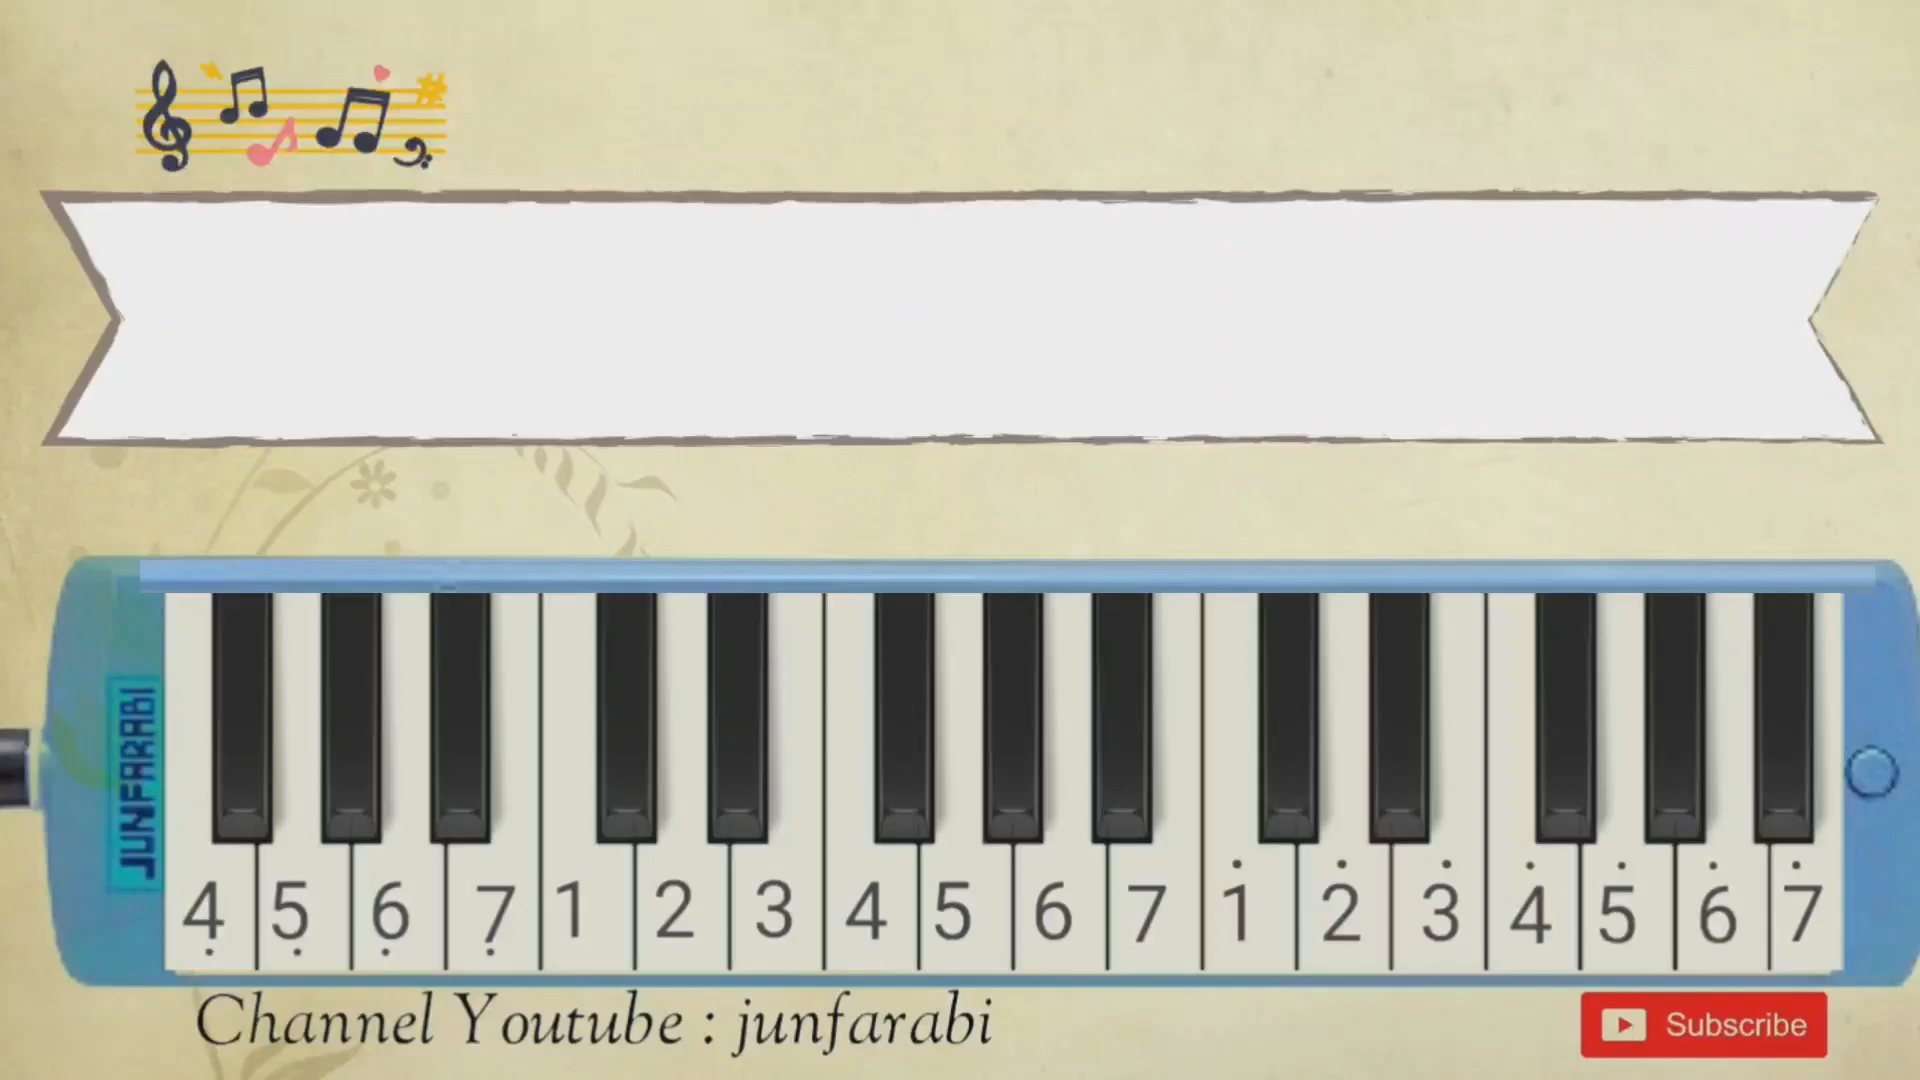 JUNFARABI
4̣ 5̣ 6̣ 7̣ 1 2 3 4 5 6 7 1̇ 2̇ 3̇ 4̇ 5̇ 6̇ 7̇
Channel Youtube : junfarabi
Subscribe